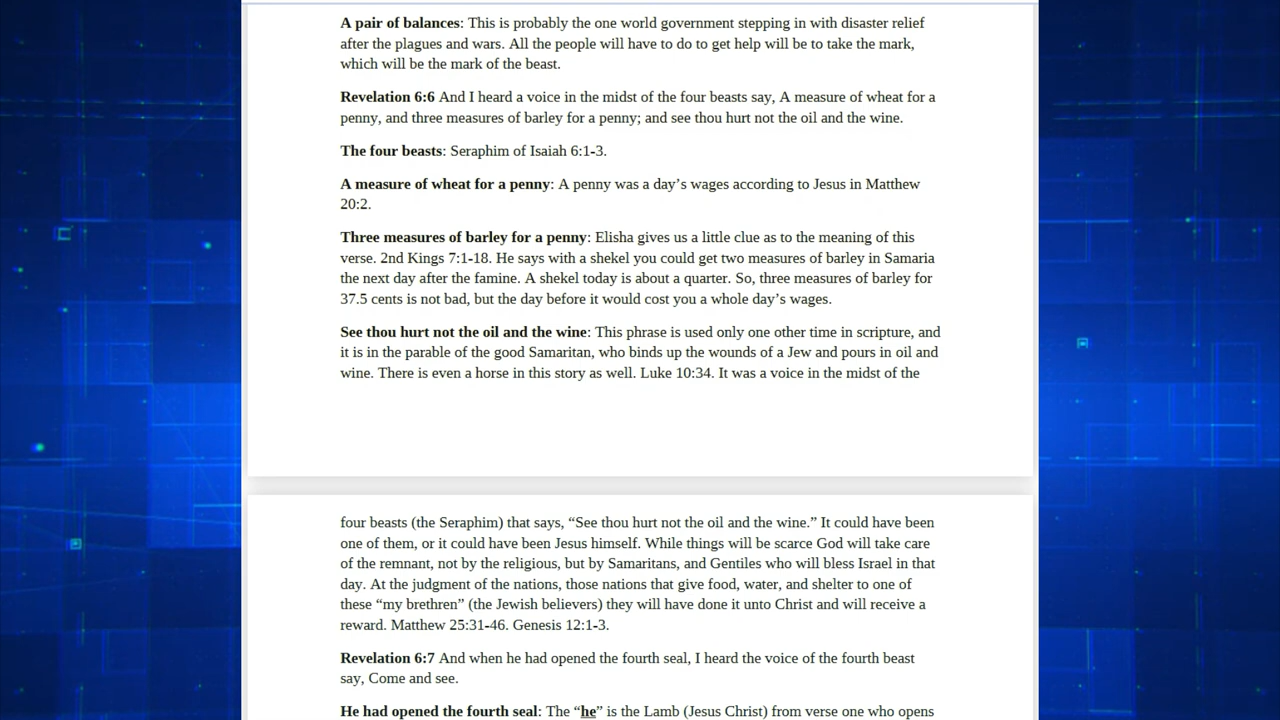 A pair of balances: This is probably the one world government stepping in with disaster relief
after the plagues and wars. All the people will have to do to get help will be to take the mark,
which will be the mark of the beast.
Revelation 6:6 And I heard a voice in the midst of the four beasts say, A measure of wheat for a
penny, and three measures of barley for a penny; and see thou hurt not the oil and the wine.
The four beasts: Seraphim of Isaiah 6:1-3.
A measure of wheat for a penny: A penny was a day’s wages according to Jesus in Matthew
20:2.
Three measures of barley for a penny: Elisha gives us a little clue as to the meaning of this
verse. 2nd Kings 7:1-18. He says with a shekel you could get two measures of barley in Samaria
the next day after the famine. A shekel today is about a quarter. So, three measures of barley for
37.5 cents is not bad, but the day before it would cost you a whole day’s wages.
See thou hurt not the oil and the wine: This phrase is used only one other time in scripture, and
it is in the parable of the good Samaritan, who binds up the wounds of a Jew and pours in oil and
wine. There is even a horse in this story as well. Luke 10:34. It was a voice in the midst of the
four beasts (the Seraphim) that says, “See thou hurt not the oil and the wine.” It could have been
one of them, or it could have been Jesus himself. While things will be scarce God will take care
of the remnant, not by the religious, but by Samaritans, and Gentiles who will bless Israel in that
day. At the judgment of the nations, those nations that give food, water, and shelter to one of
these “my brethren” (the Jewish believers) they will have done it unto Christ and will receive a
reward. Matthew 25:31-46. Genesis 12:1-3.
Revelation 6:7 And when he had opened the fourth seal, I heard the voice of the fourth beast
say, Come and see.
He had opened the fourth seal: The “he” is the Lamb (Jesus Christ) from verse one who opens